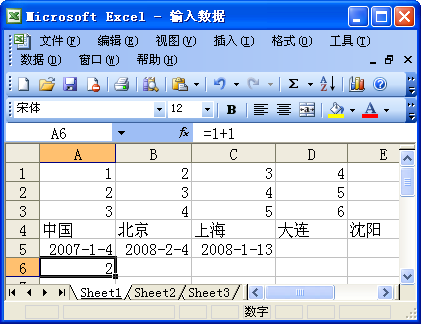 Microsoft Excel - 输入数据
文件(F) 编辑(E) 视图(V) 插入(I) 格式(O) 工具(T)
数据(D) 窗口(W) 帮助(H)
宋体 12 B A
A6 fx =1+1
A B C D E
1 1 2 3 4
2 2 3 4 5
3 3 4 5 6
4 中国 北京 上海 大连 沈阳
5 2007-1-4 2008-2-4 2008-1-13
6 2
Sheet1 Sheet2 Sheet3
数字